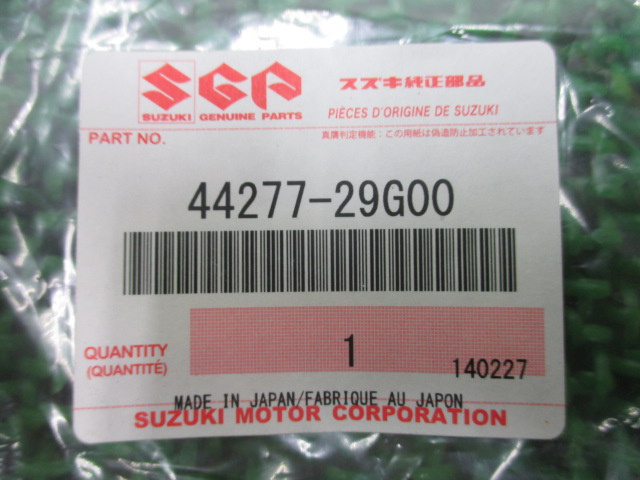 SGP
スズキ純正部品
SUZUKI GENUINE PARTS
PIÈCES D'ORIGINE DE SUZUKI
PART NO.
真贋判定機能：この用紙は偽造防止加工されています
44277-29G00
QUANTITY
(QUANTITÉ)
1
140227
MADE IN JAPAN/FABRIQUE AU JAPON
SUZUKI MOTOR CORPORATION